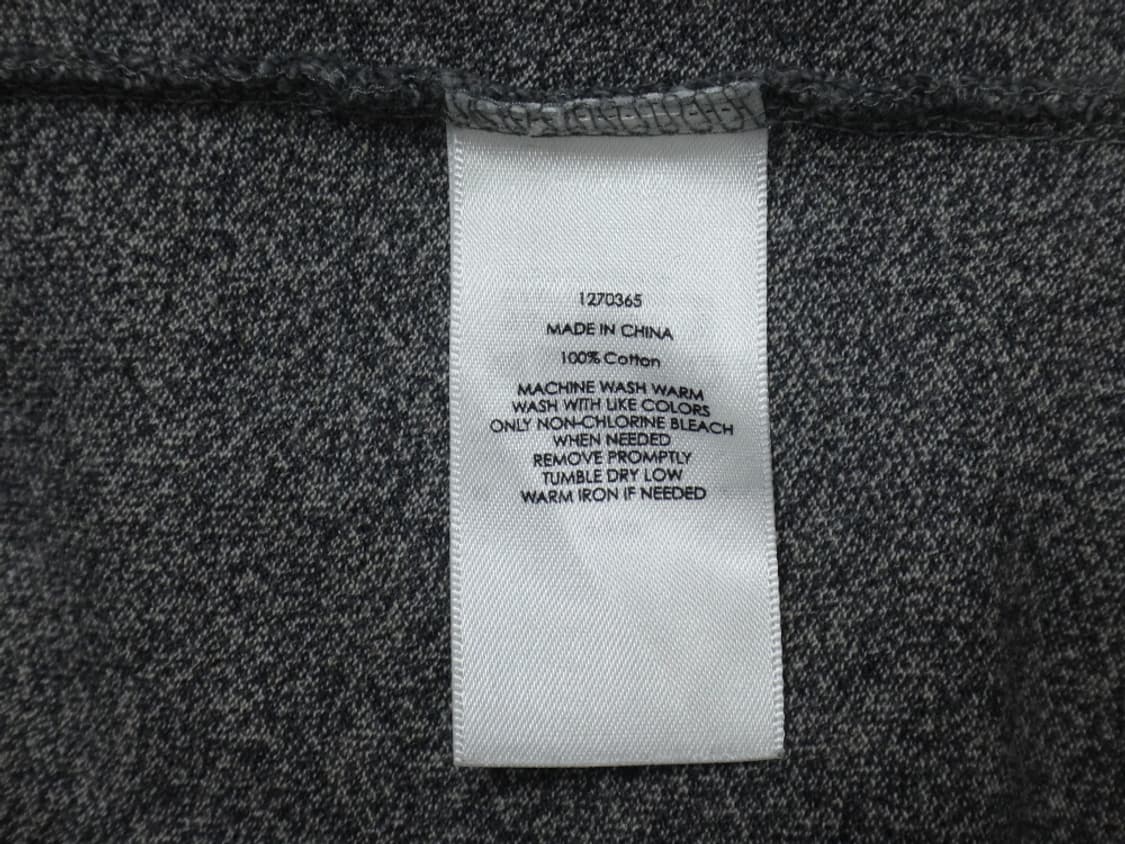 1270365
MADE IN CHINA
100% Cotton
MACHINE WASH WARM
WASH WITH LIKE COLORS
ONLY NON-CHLORINE BLEACH
WHEN NEEDED
REMOVE PROMPTLY
TUMBLE DRY LOW
WARM IRON IF NEEDED